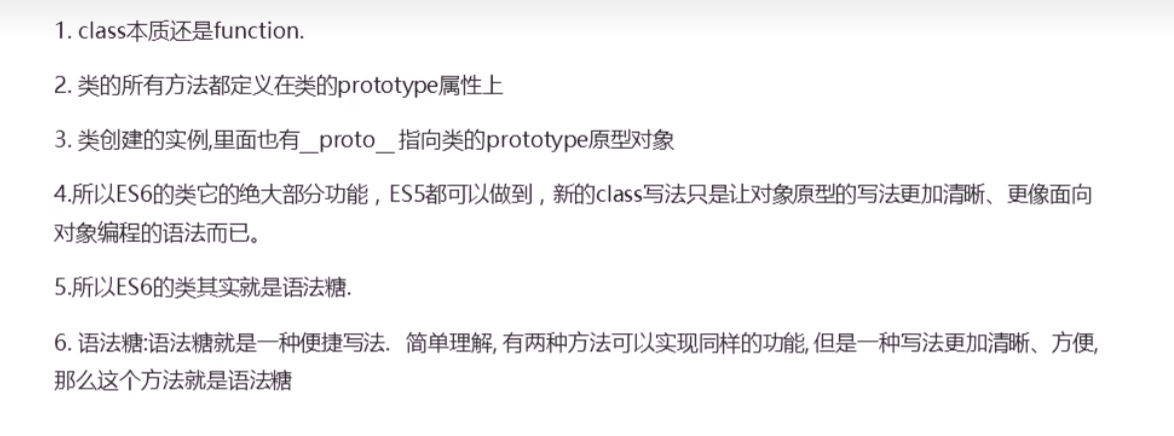 1. class本质还是function.
2. 类的所有方法都定义在类的prototype属性上
3. 类创建的实例,里面也有__proto__ 指向类的prototype原型对象
4.所以ES6的类它的绝大部分功能，ES5都可以做到，新的class写法只是让对象原型的写法更加清晰、更像面向
对象编程的语法而已。
5.所以ES6的类其实就是语法糖.
6. 语法糖:语法糖就是一种便捷写法. 简单理解, 有两种方法可以实现同样的功能, 但是一种写法更加清晰、方便,
那么这个方法就是语法糖